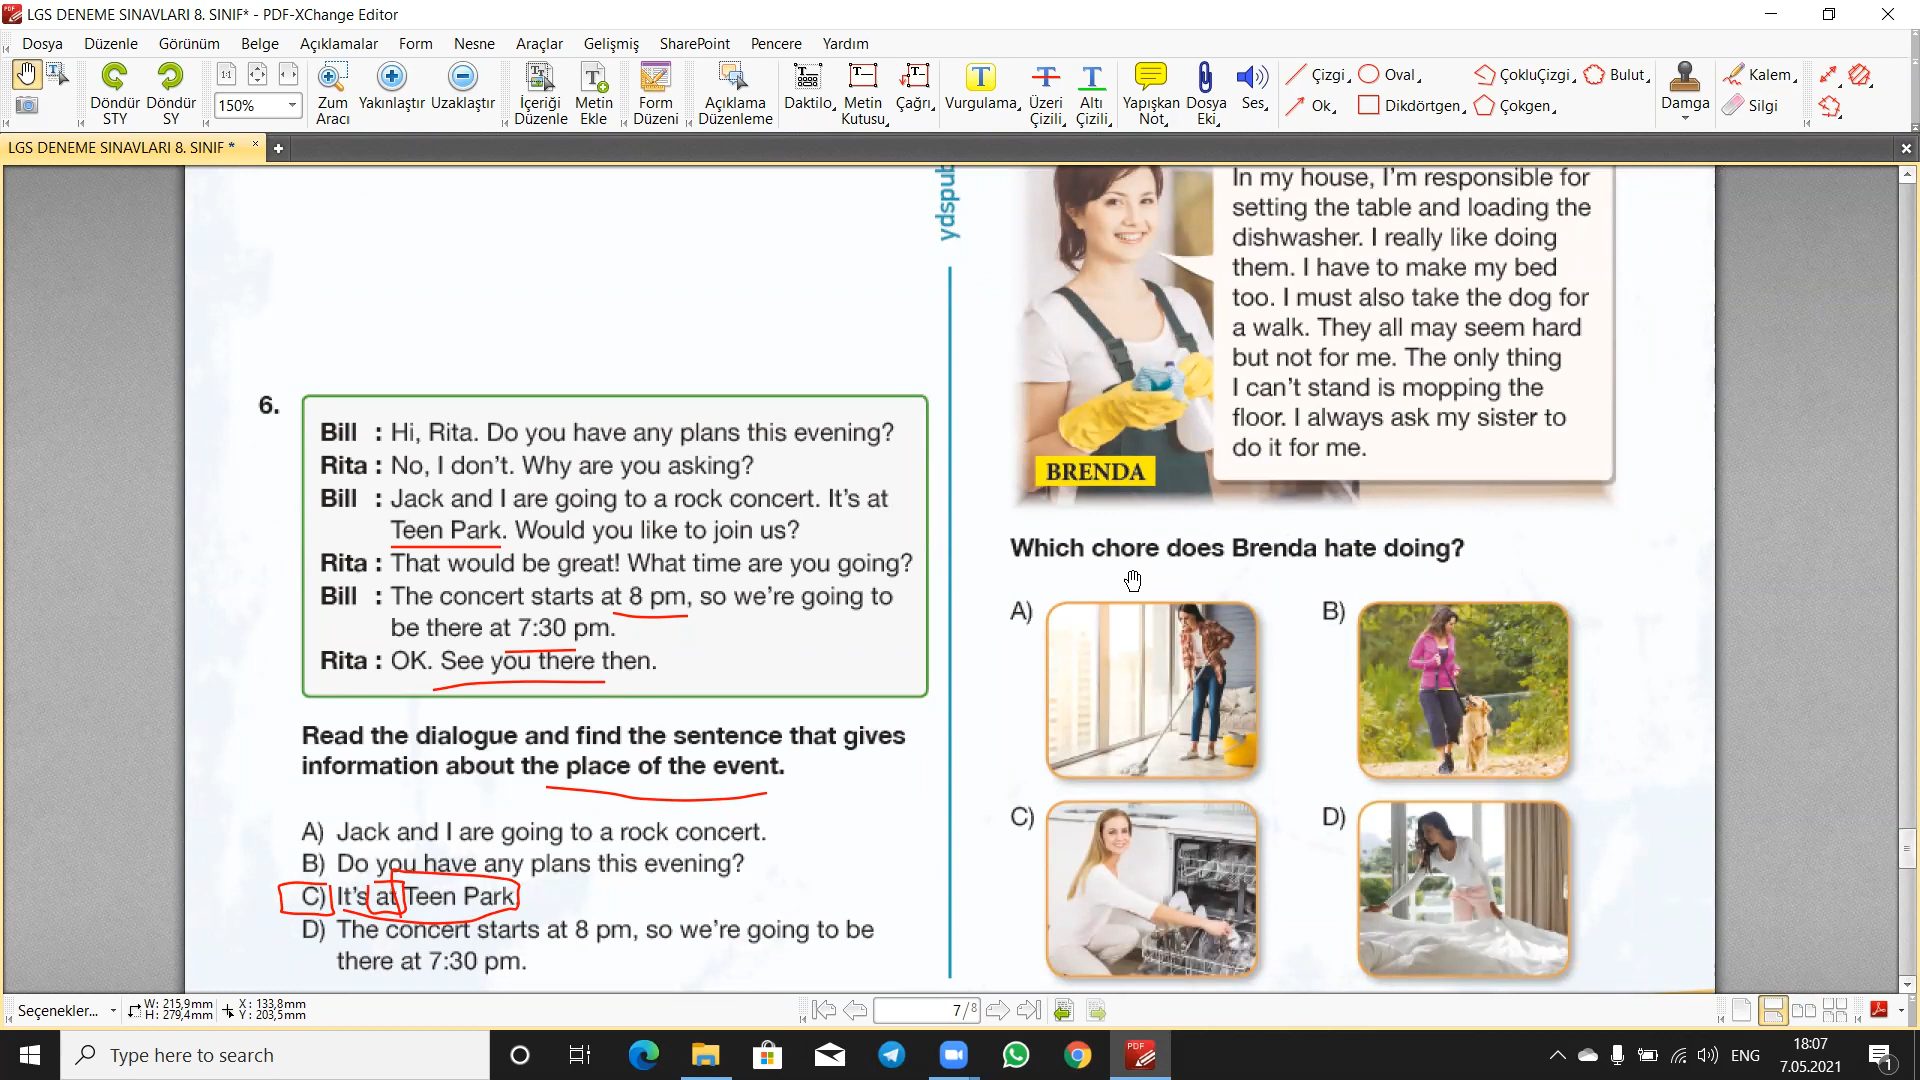 LGS DENEME SINAVLARI 8. SINIF* - PDF-XChange Editor
Dosya Düzenle Görünüm Belge Açıklamalar Form Nesne Araçlar Gelişmiş SharePoint Pencere Yardım
1:1
150%
Döndür STY
Döndür SY
Zum Aracı
Yakınlaştır
Uzaklaştır
İçeriği Düzenle
Metin Ekle
Form Düzeni
Açıklama Düzenleme
Daktilo
Metin Kutusu
Çağrı
Vurgulama
Üzeri Çizili
Altı Çizili
Yapışkan Not
Dosya Eki
Ses
Çizgi
Ok
Oval
Dikdörtgen
ÇokluÇizgi
Çokgen
Bulut
Damga
Kalem
Silgi
LGS DENEME SINAVLARI 8. SINIF *
6.
Bill : Hi, Rita. Do you have any plans this evening?
Rita : No, I don't. Why are you asking?
Bill : Jack and I are going to a rock concert. It's at
Teen Park. Would you like to join us?
Rita : That would be great! What time are you going?
Bill : The concert starts at 8 pm, so we're going to
be there at 7:30 pm.
Rita : OK. See you there then.
Read the dialogue and find the sentence that gives
information about the place of the event.
A) Jack and I are going to a rock concert.
B) Do you have any plans this evening?
C) It's at Teen Park.
D) The concert starts at 8 pm, so we're going to be
there at 7:30 pm.
ydspub
In my house, I'm responsible for
setting the table and loading the
dishwasher. I really like doing
them. I have to make my bed
too. I must also take the dog for
a walk. They all may seem hard
but not for me. The only thing
I can't stand is mopping the
floor. I always ask my sister to
do it for me.
BRENDA
Which chore does Brenda hate doing?
A)
B)
C)
D)
Seçenekler...
W: 215,9mm
H: 279,4mm
X: 133,8mm
Y: 203,5mm
7/8
Type here to search
PDF
ENG
18:07
7.05.2021
1